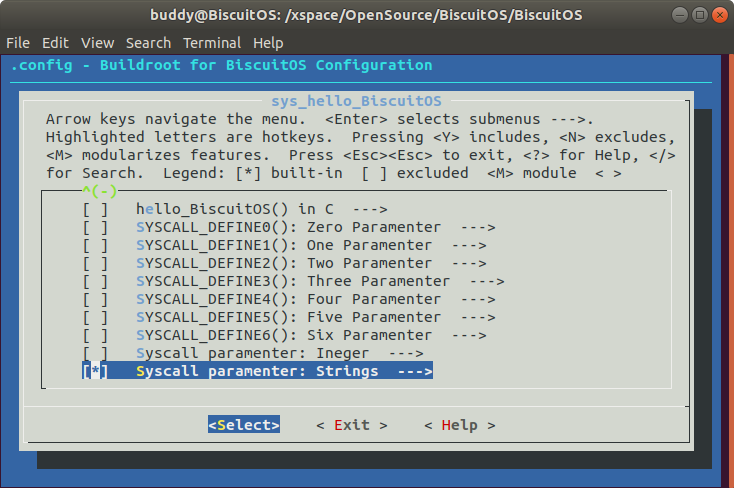 buddy@BiscuitOS: /xspace/OpenSource/BiscuitOS/BiscuitOS
File Edit View Search Terminal Help
.config - Buildroot for BiscuitOS Configuration
sys_hello_BiscuitOS
Arrow keys navigate the menu. <Enter> selects submenus --->.
Highlighted letters are hotkeys. Pressing <Y> includes, <N> excludes,
<M> modularizes features. Press <Esc><Esc> to exit, <?> for Help, </>
for Search. Legend: [*] built-in [ ] excluded <M> module < >
^(-)
[ ] hello_BiscuitOS() in C --->
[ ] SYSCALL_DEFINE0(): Zero Paramenter --->
[ ] SYSCALL_DEFINE1(): One Paramenter --->
[ ] SYSCALL_DEFINE2(): Two Paramenter --->
[ ] SYSCALL_DEFINE3(): Three Paramenter --->
[ ] SYSCALL_DEFINE4(): Four Paramenter --->
[ ] SYSCALL_DEFINE5(): Five Paramenter --->
[ ] SYSCALL_DEFINE6(): Six Paramenter --->
[ ] Syscall paramenter: Ineger --->
[*] Syscall paramenter: Strings --->
<Select> < Exit > < Help >